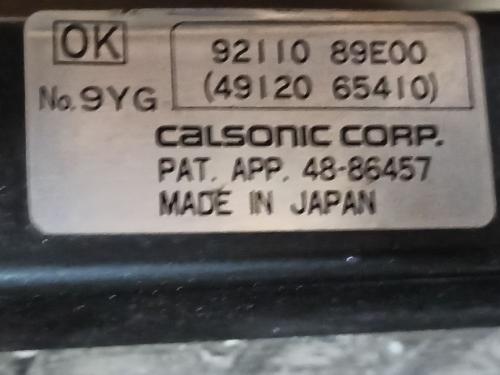 OK 92110 89E00
No. 9YG (49120 65410)
CALSONIC CORP.
PAT. APP. 48-86457
MADE IN JAPAN